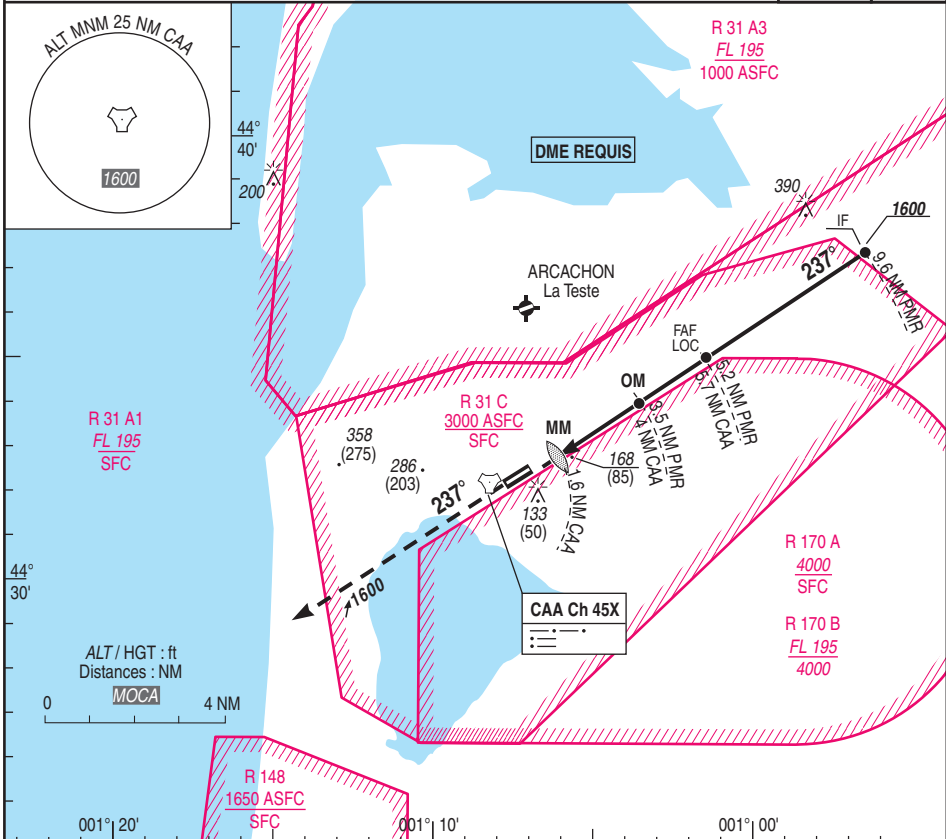 ALT MNM 25 NM CAA
1600
44°
40'
200
R 31 A3
FL 195
1000 ASFC
DME REQUIS
390
IF
1600
237°
9.6 NM PMR
ARCACHON
La Teste
FAF
LOC
6.2 NM PMR
6.7 NM CAA
OM
3.5 NM PMR
4 NM CAA
R 31 A1
FL 195
SFC
R 31 C
3000 ASFC
SFC
MM
358
(275)
286
(203)
168
(85)
1.6 NM CAA
237°
133
(50)
44°
30'
1600
R 170 A
4000
SFC
CAA Ch 45X
R 170 B
FL 195
4000
ALT / HGT : ft
Distances : NM
MOCA
0 4 NM
R 148
1650 ASFC
SFC
001° 20'
001° 10'
001° 00'